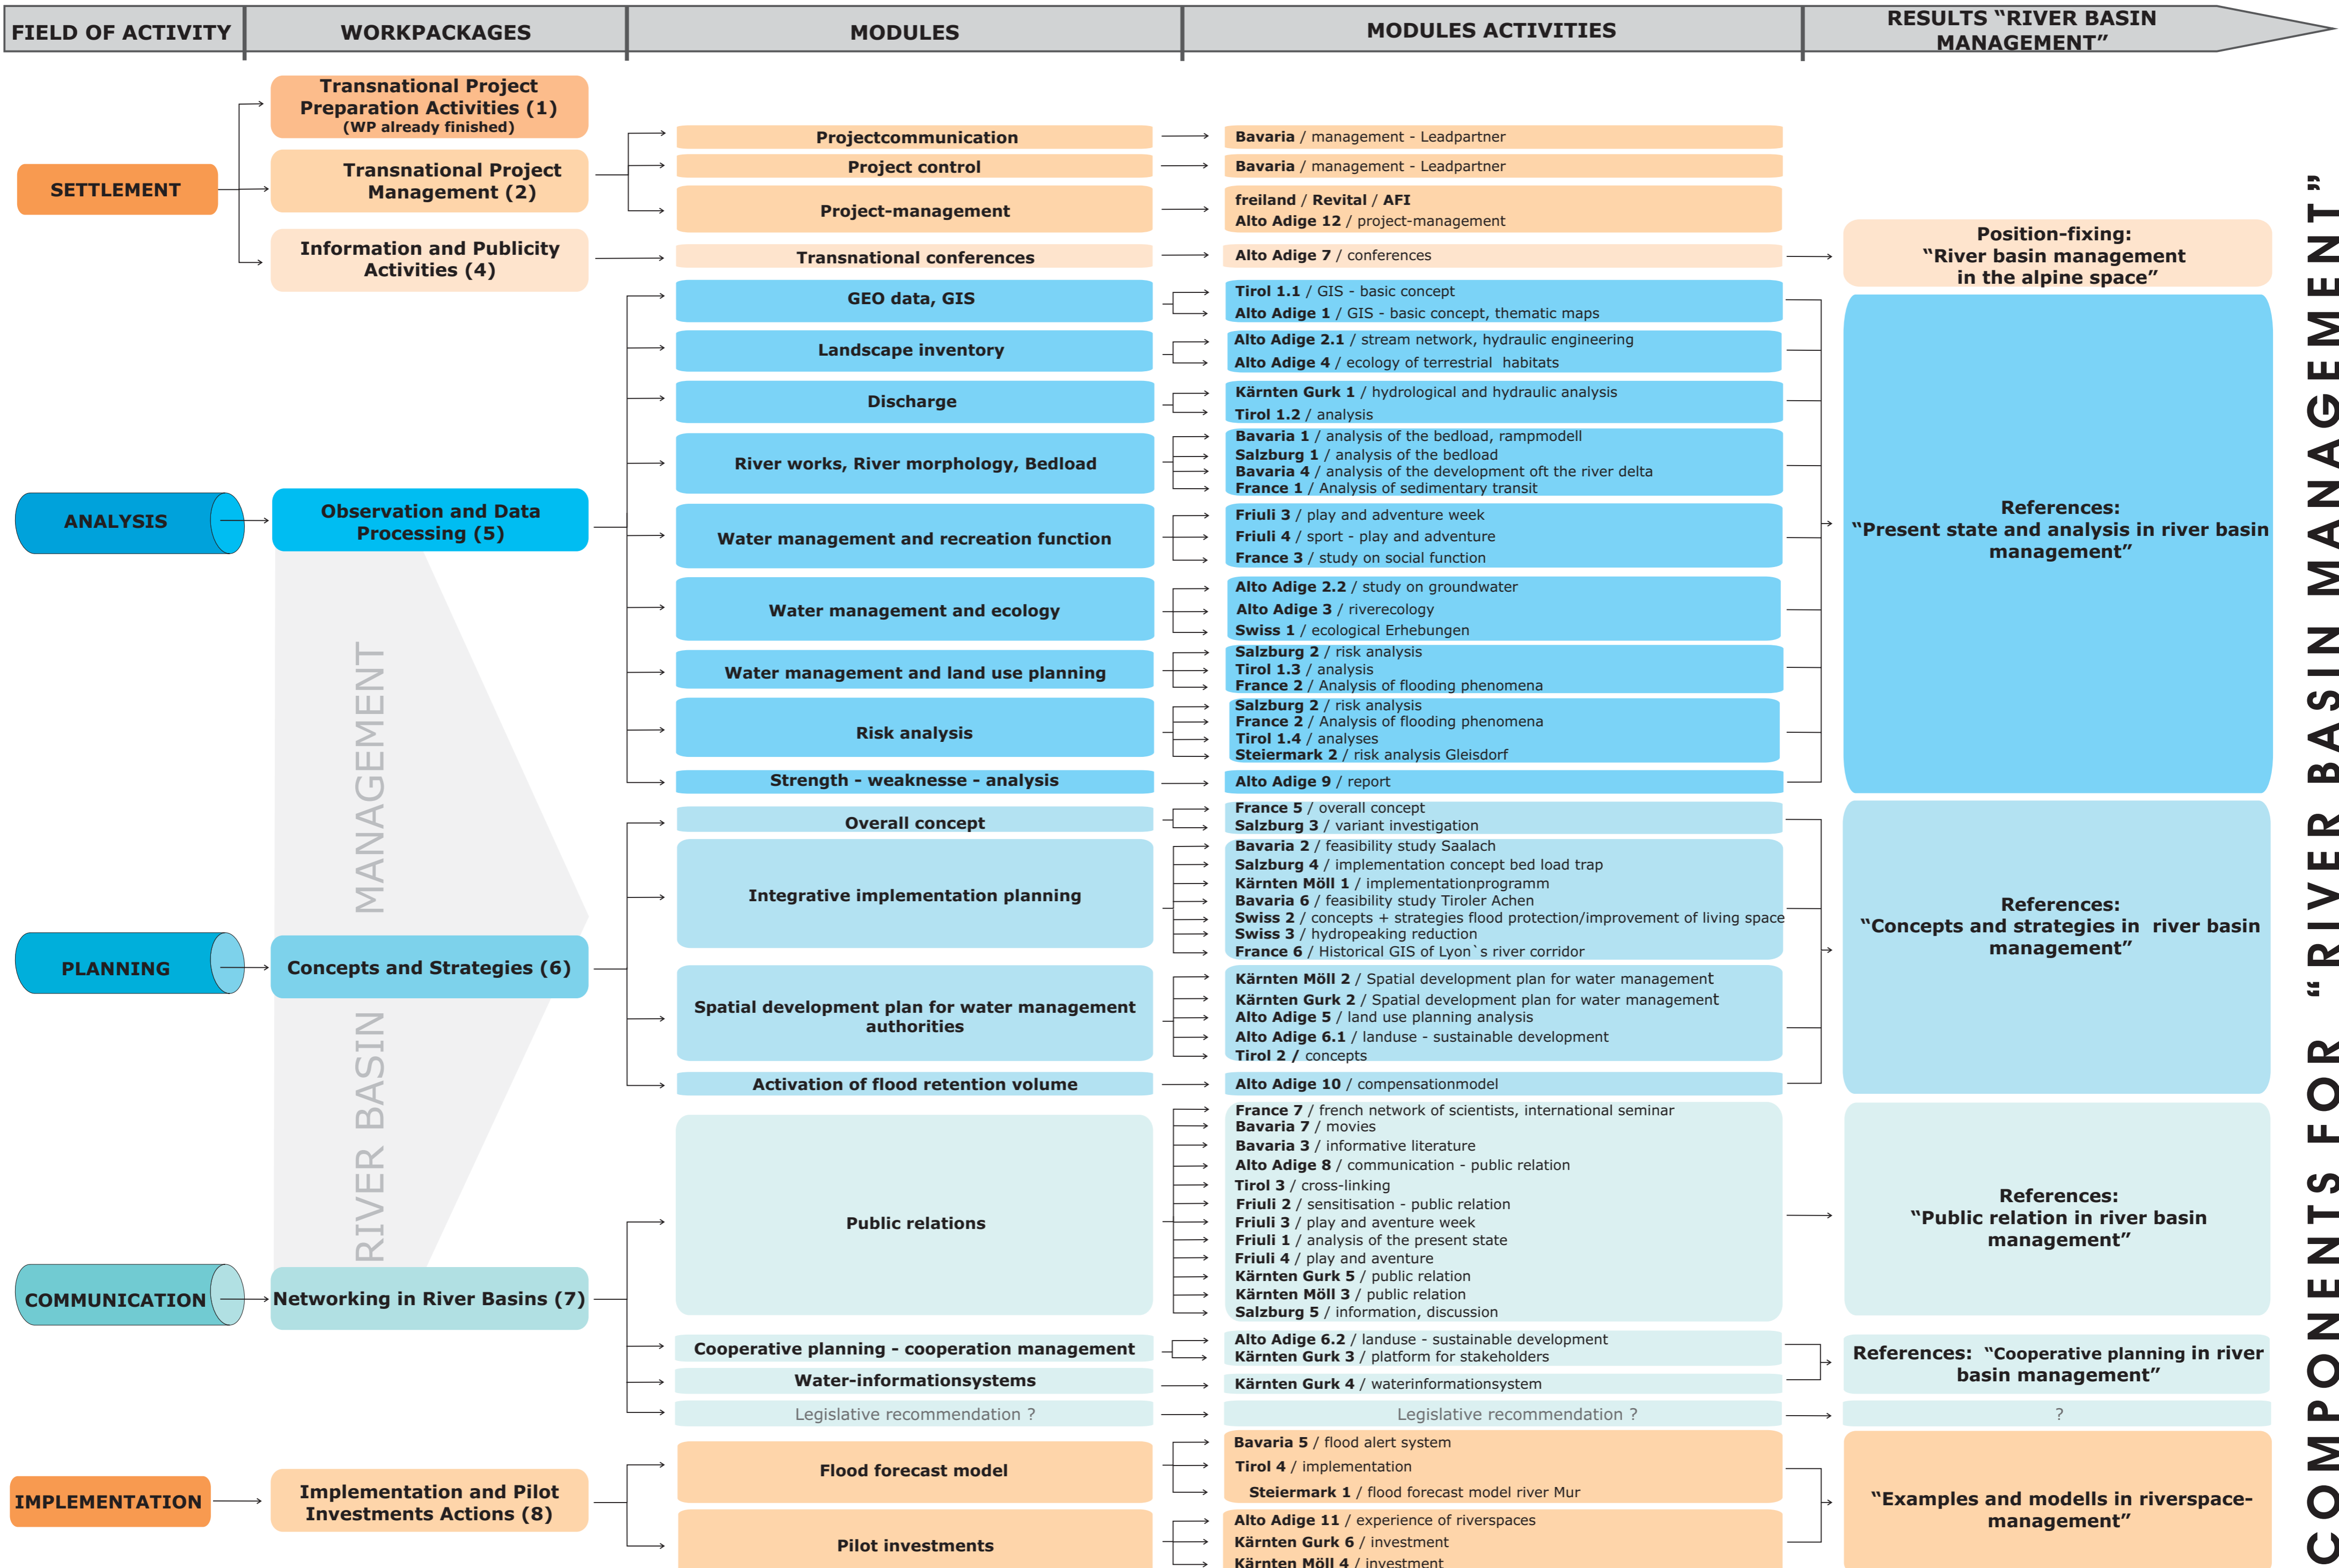 FIELD OF ACTIVITY
WORKPACKAGES
MODULES
MODULES ACTIVITIES
RESULTS “RIVER BASIN
MANAGEMENT”
SETTLEMENT
Transnational Project
Preparation Activities (1)
(WP already finished)
Transnational Project
Management (2)
Information and Publicity
Activities (4)
Projectcommunication
Bavaria / management - Leadpartner
Project control
Bavaria / management - Leadpartner
Project-management
freiland / Revital / AFI
Alto Adige 12 / project-management
Transnational conferences
Alto Adige 7 / conferences
Position-fixing:
“River basin management
in the alpine space”
ANALYSIS
Observation and Data
Processing (5)
GEO data, GIS
Tirol 1.1 / GIS - basic concept
Alto Adige 1 / GIS - basic concept, thematic maps
Landscape inventory
Alto Adige 2.1 / stream network, hydraulic engineering
Alto Adige 4 / ecology of terrestrial habitats
Discharge
Kärnten Gurk 1 / hydrological and hydraulic analysis
Tirol 1.2 / analysis
River works, River morphology, Bedload
Bavaria 1 / analysis of the bedload, rampmodell
Salzburg 1 / analysis of the bedload
Bavaria 4 / analysis of the development oft the river delta
France 1 / Analysis of sedimentary transit
Water management and recreation function
Friuli 3 / play and adventure week
Friuli 4 / sport - play and adventure
France 3 / study on social function
Water management and ecology
Alto Adige 2.2 / study on groundwater
Alto Adige 3 / riverecology
Swiss 1 / ecological Erhebungen
Water management and land use planning
Salzburg 2 / risk analysis
Tirol 1.3 / analysis
France 2 / Analysis of flooding phenomena
Risk analysis
Salzburg 2 / risk analysis
France 2 / Analysis of flooding phenomena
Tirol 1.4 / analyses
Steiermark 2 / risk analysis Gleisdorf
Strength - weaknesse - analysis
Alto Adige 9 / report
References:
“Present state and analysis in river basin
management”
PLANNING
Concepts and Strategies (6)
Overall concept
France 5 / overall concept
Salzburg 3 / variant investigation
Integrative implementation planning
Bavaria 2 / feasibility study Saalach
Salzburg 4 / implementation concept bed load trap
Kärnten Möll 1 / implementationprogramm
Bavaria 6 / feasibility study Tiroler Achen
Swiss 2 / concepts + strategies flood protection/improvement of living space
Swiss 3 / hydropeaking reduction
France 6 / Historical GIS of Lyon`s river corridor
Spatial development plan for water management
authorities
Kärnten Möll 2 / Spatial development plan for water management
Kärnten Gurk 2 / Spatial development plan for water management
Alto Adige 5 / land use planning analysis
Alto Adige 6.1 / landuse - sustainable development
Tirol 2 / concepts
Activation of flood retention volume
Alto Adige 10 / compensationmodel
References:
“Concepts and strategies in river basin
management”
COMMUNICATION
Networking in River Basins (7)
Public relations
France 7 / french network of scientists, international seminar
Bavaria 7 / movies
Bavaria 3 / informative literature
Alto Adige 8 / communication - public relation
Tirol 3 / cross-linking
Friuli 2 / sensitisation - public relation
Friuli 3 / play and aventure week
Friuli 1 / analysis of the present state
Friuli 4 / play and aventure
Kärnten Gurk 5 / public relation
Kärnten Möll 3 / public relation
Salzburg 5 / information, discussion
References:
“Public relation in river basin
management”
Cooperative planning - cooperation management
Alto Adige 6.2 / landuse - sustainable development
Kärnten Gurk 3 / platform for stakeholders
Water-informationsystems
Kärnten Gurk 4 / waterinformationsystem
References: “Cooperative planning in river
basin management”
Legislative recommendation ?
Legislative recommendation ?
?
IMPLEMENTATION
Implementation and Pilot
Investments Actions (8)
Flood forecast model
Bavaria 5 / flood alert system
Tirol 4 / implementation
Steiermark 1 / flood forecast model river Mur
Pilot investments
Alto Adige 11 / experience of riverspaces
Kärnten Gurk 6 / investment
Kärnten Möll 4 / investment
“Examples and modells in riverspace-
management”
RIVER BASIN MANAGEMENT
COMPONENTS FOR “RIVER BASIN MANAGEMENT”